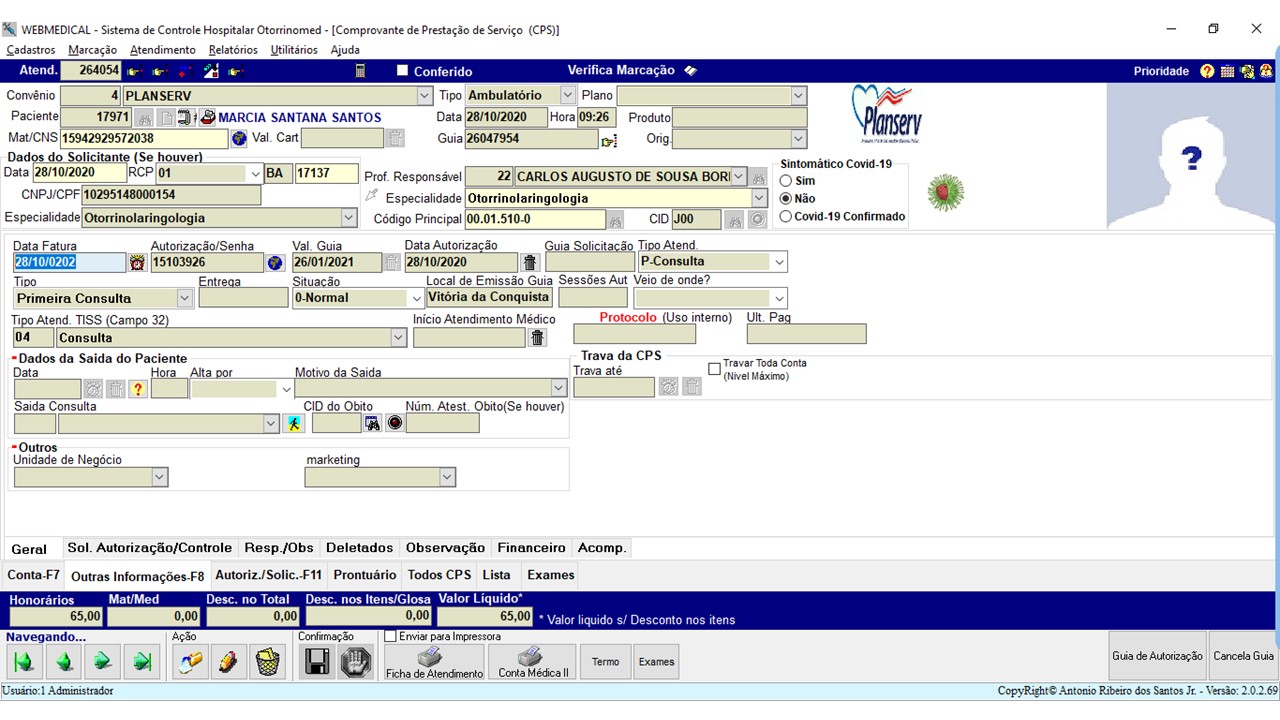 WEBMEDICAL - Sistema de Controle Hospitalar Otorrinomed - [Comprovante de Prestação de Serviço (CPS)]
Cadastros Marcação Atendimento Relatórios Utilitários Ajuda
Atend. 264054 Conferido Verifica Marcação Prioridade
Convênio 4 PLANSERV Tipo Ambulatório Plano
Paciente 17971 MARCIA SANTANA SANTOS Data 28/10/2020 Hora 09:26 Produto
Mat/CNS 15942929572038 Val. Cart Guia 26047954 Orig.
Planserv
Dados do Solicitante (Se houver)
Data 28/10/2020 RCP 01 BA 17137
CNPJ/CPF 10295148000154
Especialidade Otorrinolaringologia
Prof. Responsável 22 CARLOS AUGUSTO DE SOUSA BORI
Especialidade Otorrinolaringologia
Código Principal 00.01.510-0 CID J00
Sintomático Covid-19
Sim
Não
Covid-19 Confirmado
?
Data Fatura Autorização/Senha Val. Guia Data Autorização Guia Solicitação Tipo Atend.
28/10/0202 15103926 26/01/2021 28/10/2020 P-Consulta
Tipo Entrega Situação Local de Emissão Guia Sessões Aut Veio de onde?
Primeira Consulta 0-Normal Vitória da Conquista
Tipo Atend. TISS (Campo 32) Início Atendimento Médico Protocolo (Uso interno) Ult. Pag
04 Consulta
Dados da Saida do Paciente
Data Hora Alta por Motivo da Saida
?
Saida Consulta CID do Obito Núm. Atest. Obito(Se houver)
Trava da CPS
Trava até Travar Toda Conta
(Nivel Máximo)
Outros
Unidade de Negócio marketing
Geral Sol. Autorização/Controle Resp./Obs Deletados Observação Financeiro Acomp.
Conta-F7 Outras Informações-F8 Autoriz./Solic.-F11 Prontuário Todos CPS Lista Exames
Honorários Mat/Med Desc. no Total Desc. nos Itens/Glosa Valor Líquido*
65,00 0,00 0,00 0,00 65,00 * Valor liquido s/ Desconto nos itens
Navegando... Ação Confirmação Enviar para Impressora
Ficha de Atendimento Conta Médica II Termo Exames Guia de Autorização Cancela Guia
Usuário:1 Administrador CopyRight© Antonio Ribeiro dos Santos Jr. - Versão: 2.0.2.69